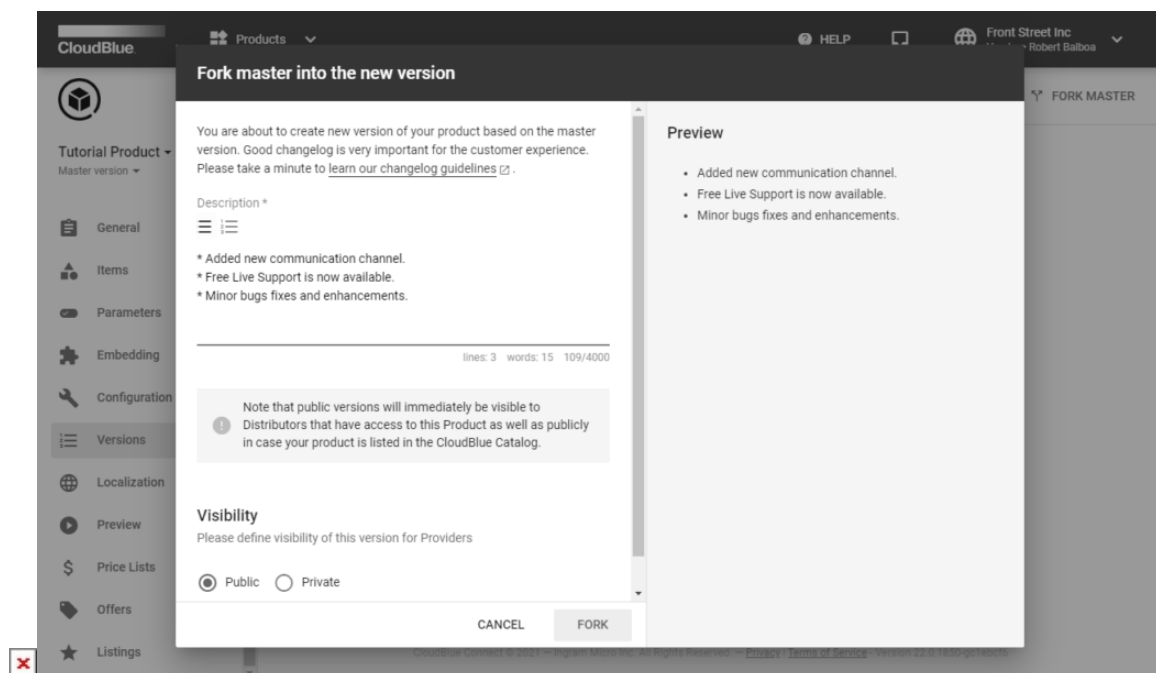 CloudBlue
Products
HELP
Front Street Inc
Robert Balboa
Fork master into the new version
FORK MASTER
Tutorial Product
Master version
General
Items
Parameters
Embedding
Configuration
Versions
Localization
Preview
Price Lists
Offers
Listings
You are about to create new version of your product based on the master
version. Good changelog is very important for the customer experience.
Please take a minute to learn our changelog guidelines .
Description *
* Added new communication channel.
* Free Live Support is now available.
* Minor bugs fixes and enhancements.
lines: 3 words: 15 109/4000
Note that public versions will immediately be visible to
Distributors that have access to this Product as well as publicly
in case your product is listed in the CloudBlue Catalog.
Visibility
Please define visibility of this version for Providers
Public Private
CANCEL FORK
Preview
• Added new communication channel.
• Free Live Support is now available.
• Minor bugs fixes and enhancements.
CloudBlue Connect © 2021 — Ingram Micro Inc. All Rights Reserved. — Privacy | Terms of Service - Version 22.0